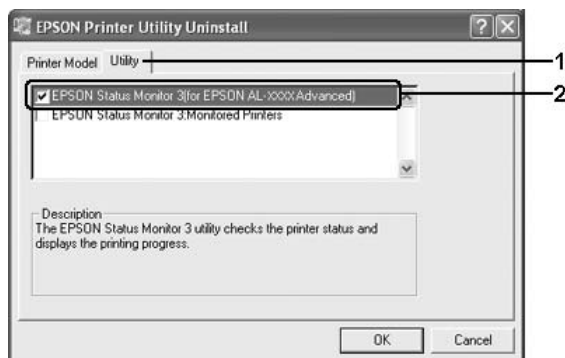 EPSON Printer Utility Uninstall
Printer Model Utility 1
EPSON Status Monitor 3(for EPSON AL-XXXX Advanced) 2
EPSON Status Monitor 3:Monitored Printers
Description
The EPSON Status Monitor 3 utility checks the printer status and
displays the printing progress.
OK Cancel